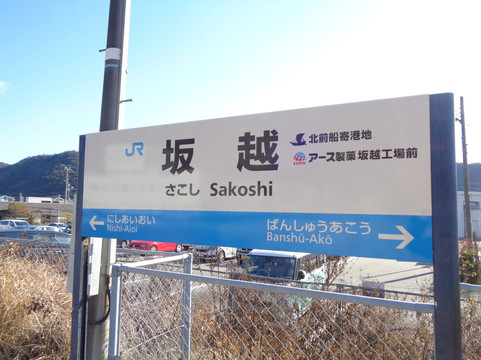 JR
坂越
さこし Sakoshi
北前船寄港地
EARTH アース製薬 坂越工場前
にしあいおい
Nishi-Aioi
ばんしゅうあこう
Banshū-Akō